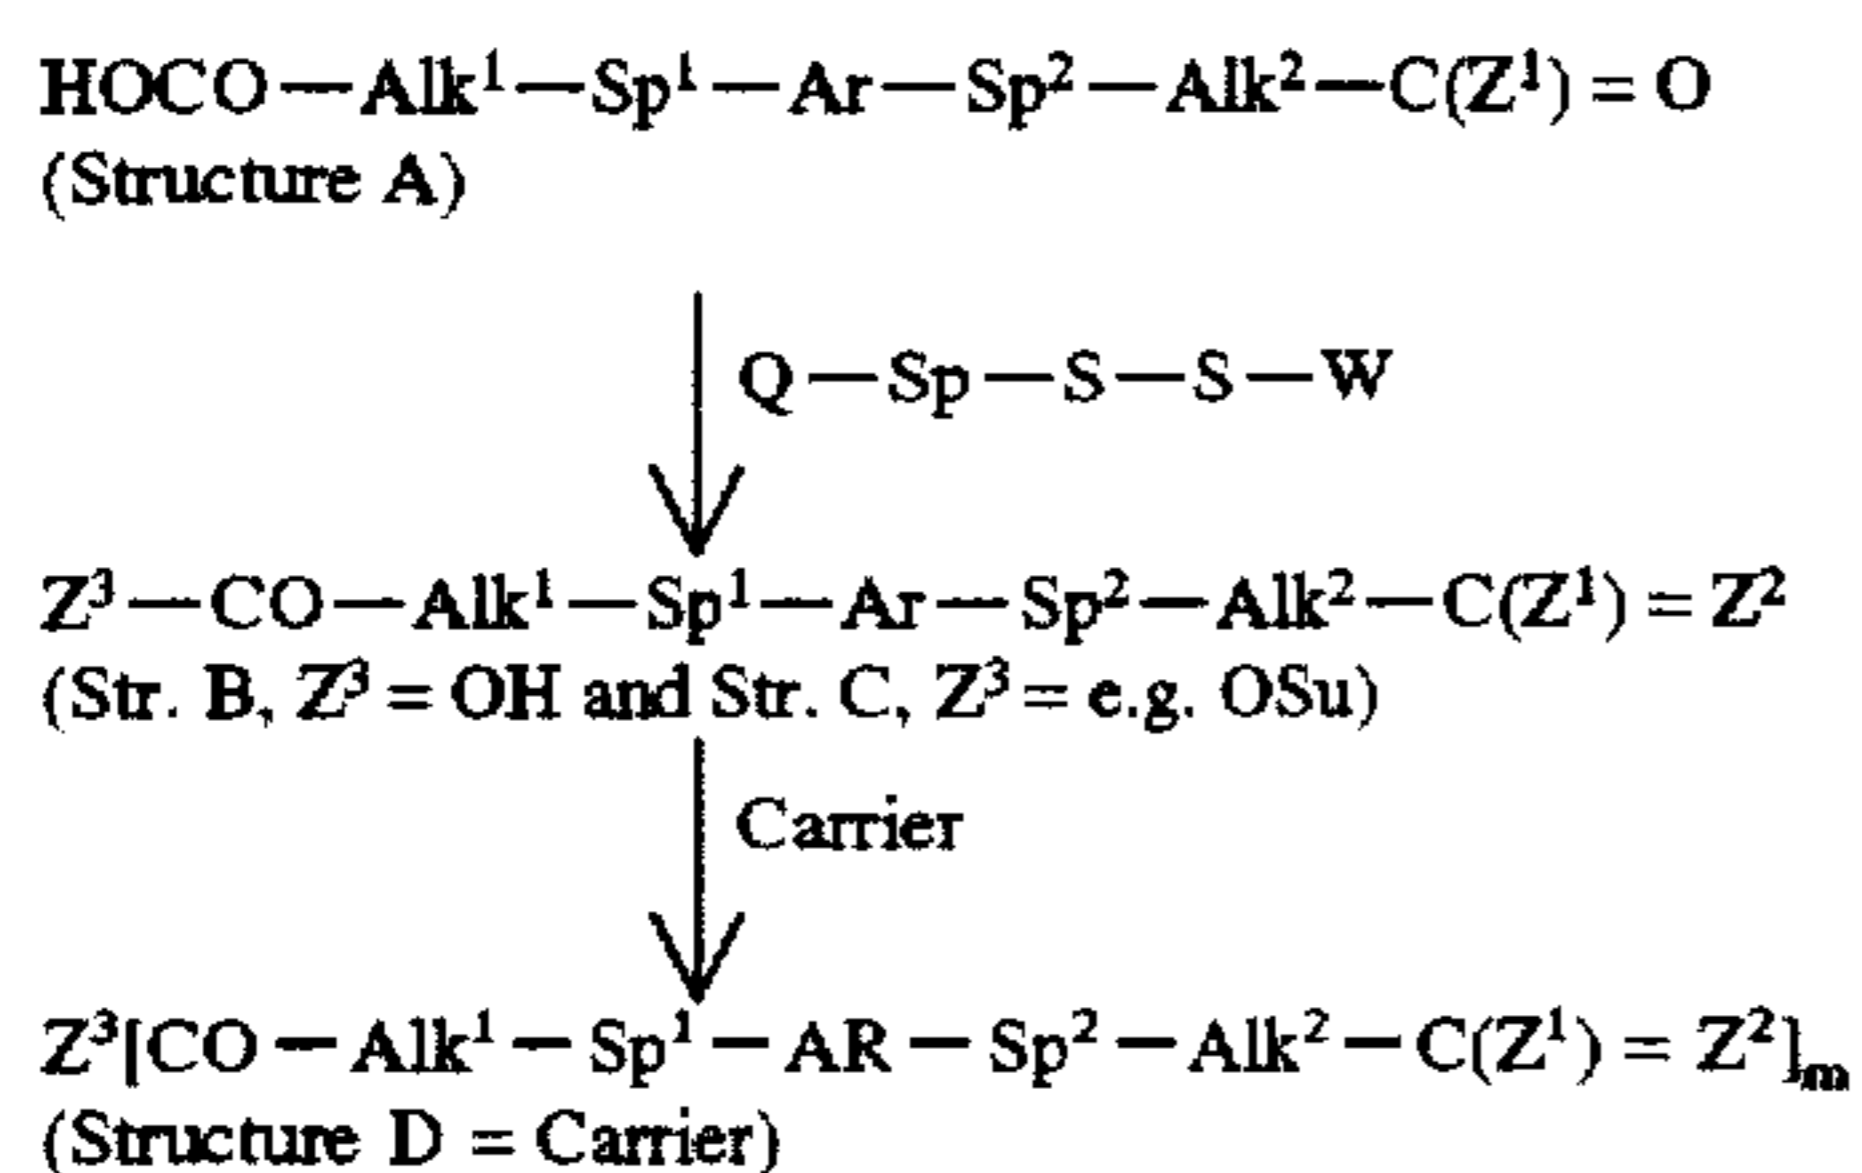 HOCO—Alk¹—Sp¹—Ar—Sp²—Alk²—C(Z¹) = O
(Structure A)
Q—Sp—S—S—W
Z³—CO—Alk¹—Sp¹—Ar—Sp²—Alk²—C(Z¹) = Z²
(Str. B, Z³ = OH and Str. C, Z³ = e.g. OSu)
Carrier
Z³[CO — Alk¹ — Sp¹ — AR — Sp² — Alk² — C(Z¹) = Z²]ₘ
(Structure D = Carrier)